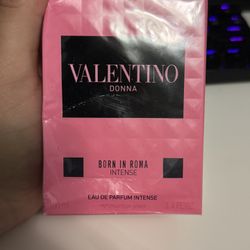 VALENTINO
DONNA
BORN IN ROMA
INTENSE
EAU DE PARFUM INTENSE